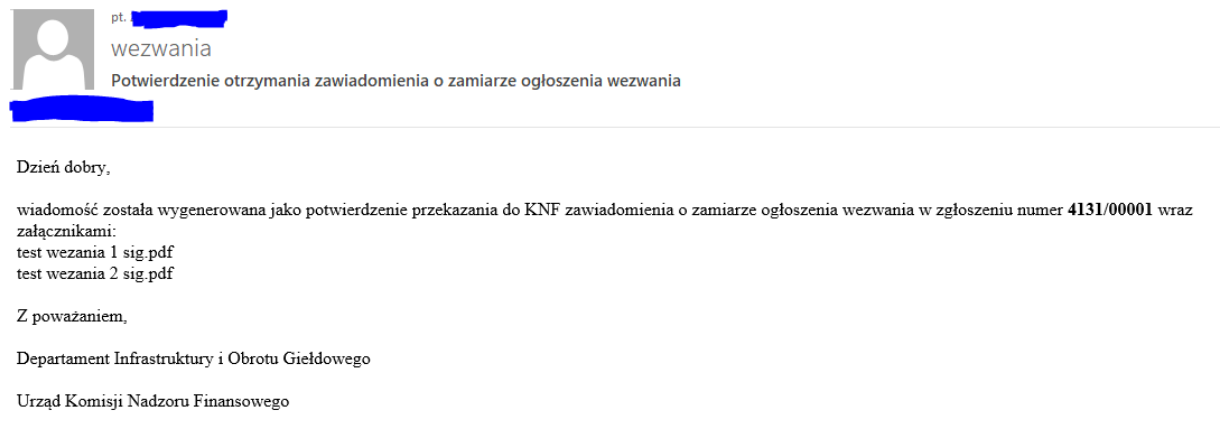 pt.
wezwania
Potwierdzenie otrzymania zawiadomienia o zamiarze ogłoszenia wezwania
Dzień dobry,
wiadomość została wygenerowana jako potwierdzenie przekazania do KNF zawiadomienia o zamiarze ogłoszenia wezwania w zgłoszeniu numer 4131/00001 wraz
załącznikami:
test wezania 1 sig.pdf
test wezania 2 sig.pdf
Z poważaniem,
Departament Infrastruktury i Obrotu Giełdowego
Urząd Komisji Nadzoru Finansowego